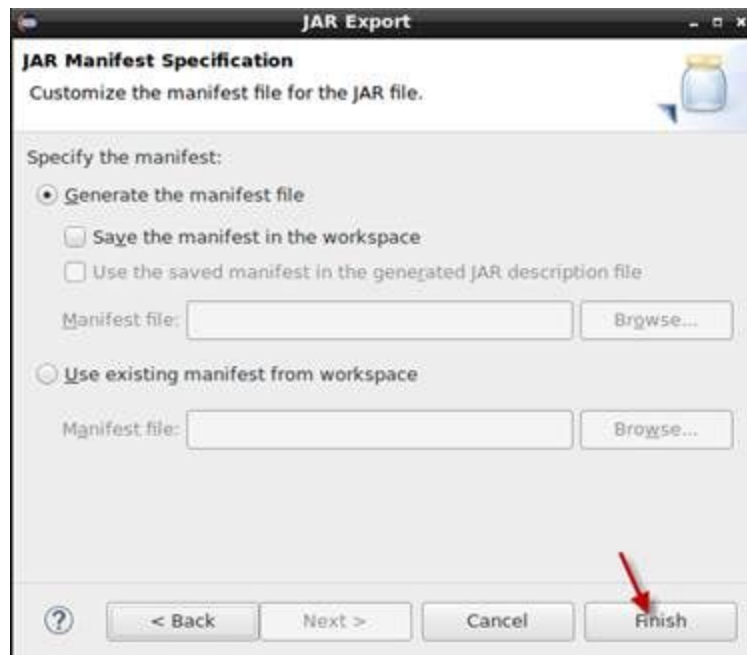 JAR Export
JAR Manifest Specification
Customize the manifest file for the JAR file.
Specify the manifest:
Generate the manifest file
Save the manifest in the workspace
Use the saved manifest in the generated JAR description file
Manifest file: Browse...
Use existing manifest from workspace
Manifest file: Browse...
? < Back Next > Cancel Finish